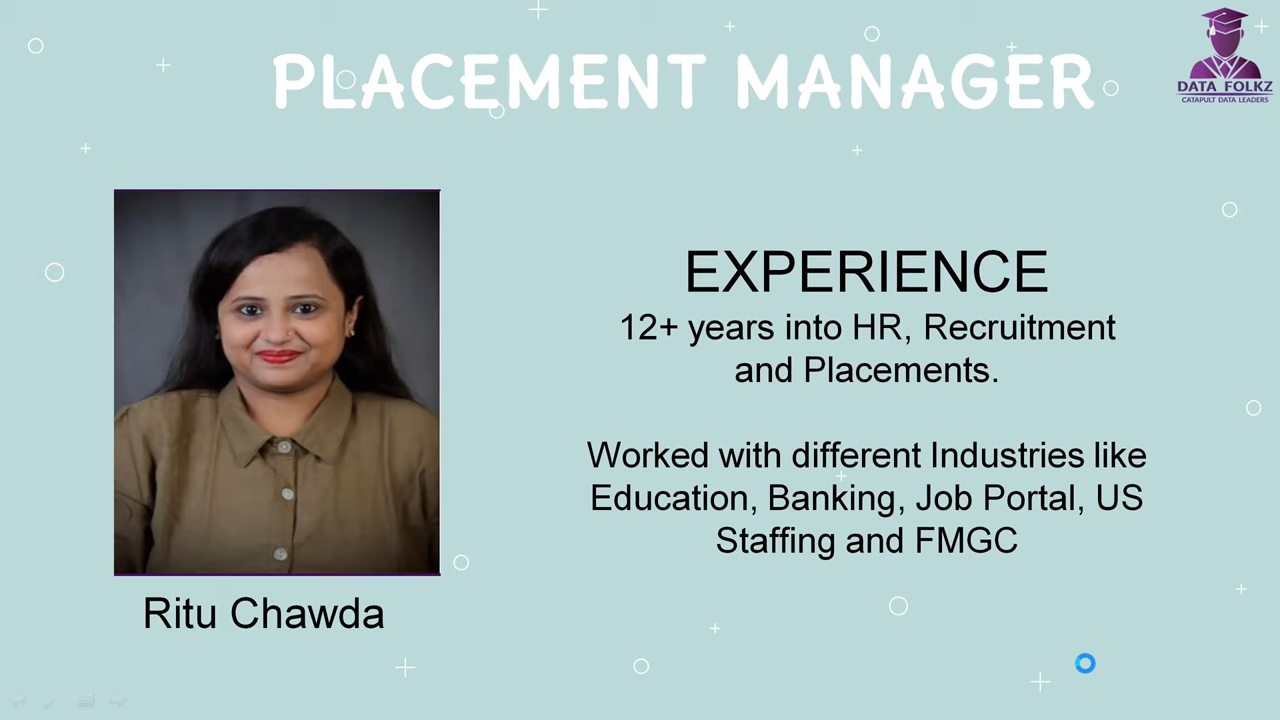 PLACEMENT MANAGER
DATA FOLKZ
CATAPULT DATA LEADERS
EXPERIENCE
12+ years into HR, Recruitment
and Placements.
Worked with different Industries like
Education, Banking, Job Portal, US
Staffing and FMGC
Ritu Chawda